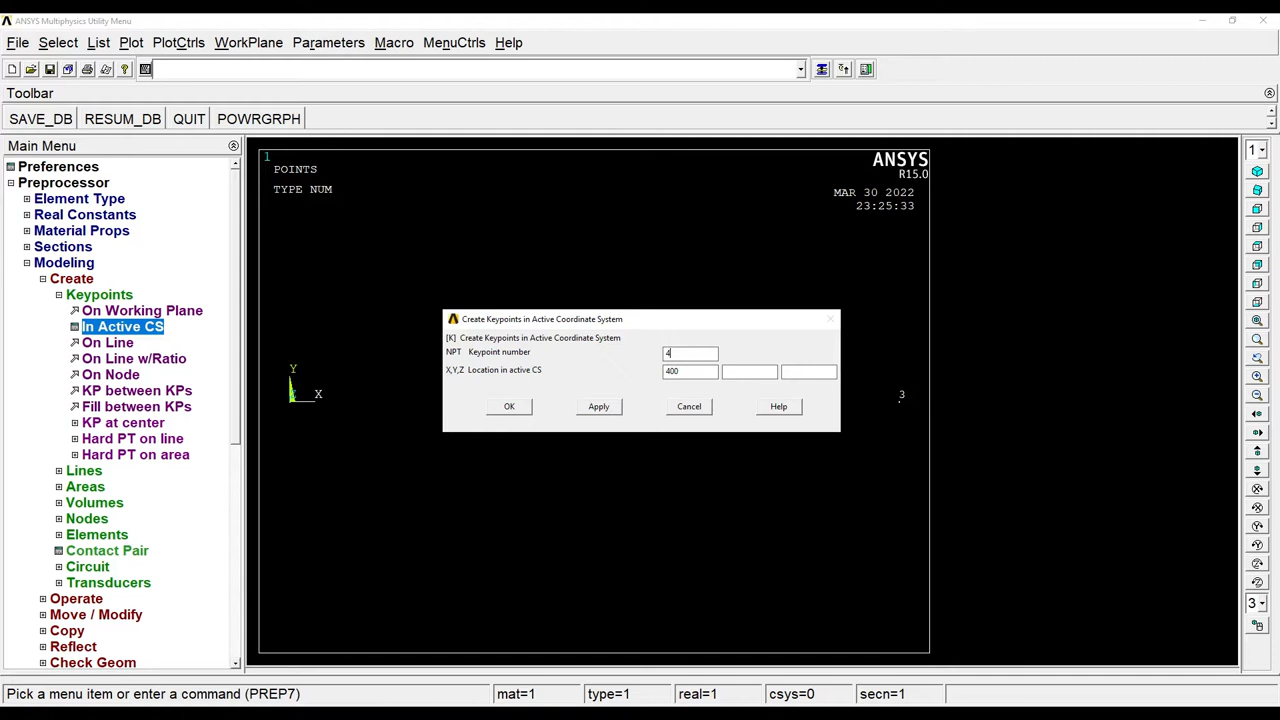 ANSYS Multiphysics Utility Menu
File Select List Plot PlotCtrls WorkPlane Parameters Macro MenuCtrls Help
Toolbar
SAVE_DB RESUM_DB QUIT POWRGRPH
Main Menu
Preferences
Preprocessor
Element Type
Real Constants
Material Props
Sections
Modeling
Create
Keypoints
On Working Plane
In Active CS
On Line
On Line w/Ratio
On Node
KP between KPs
Fill between KPs
KP at center
Hard PT on line
Hard PT on area
Lines
Areas
Volumes
Nodes
Elements
Contact Pair
Circuit
Transducers
Operate
Move / Modify
Copy
Reflect
Check Geom
1
POINTS
TYPE NUM
ANSYS
R15.0
MAR 30 2022
23:25:33
Y
X
3
Create Keypoints in Active Coordinate System
[K] Create Keypoints in Active Coordinate System
NPT Keypoint number 4
X,Y,Z Location in active CS 400
OK Apply Cancel Help
1
3
Pick a menu item or enter a command (PREP7) mat=1 type=1 real=1 csys=0 secn=1